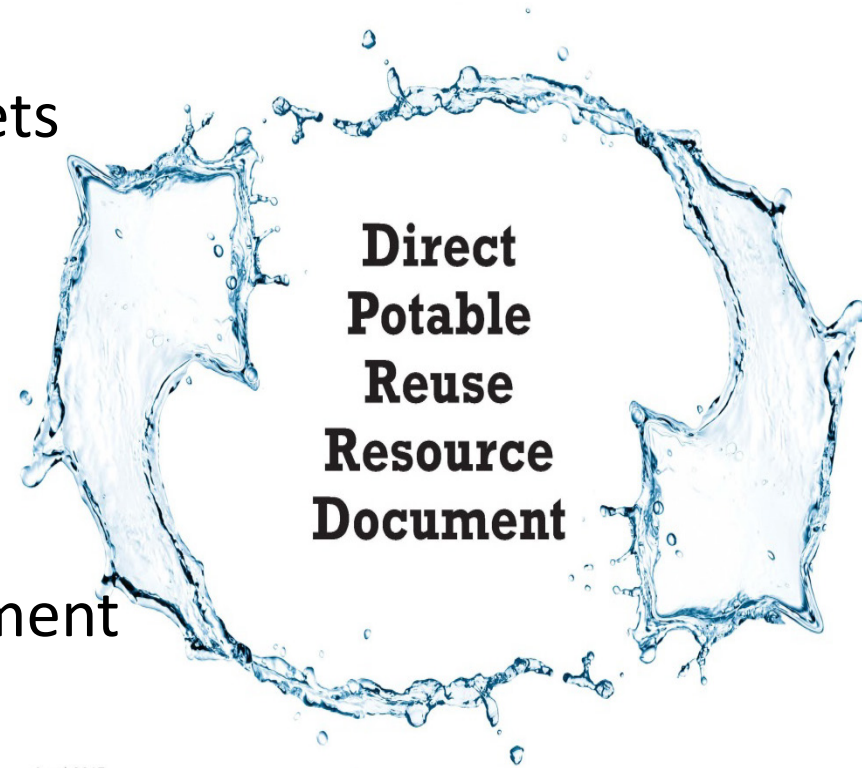 ets
Direct
Potable
Reuse
Resource
Document
ment